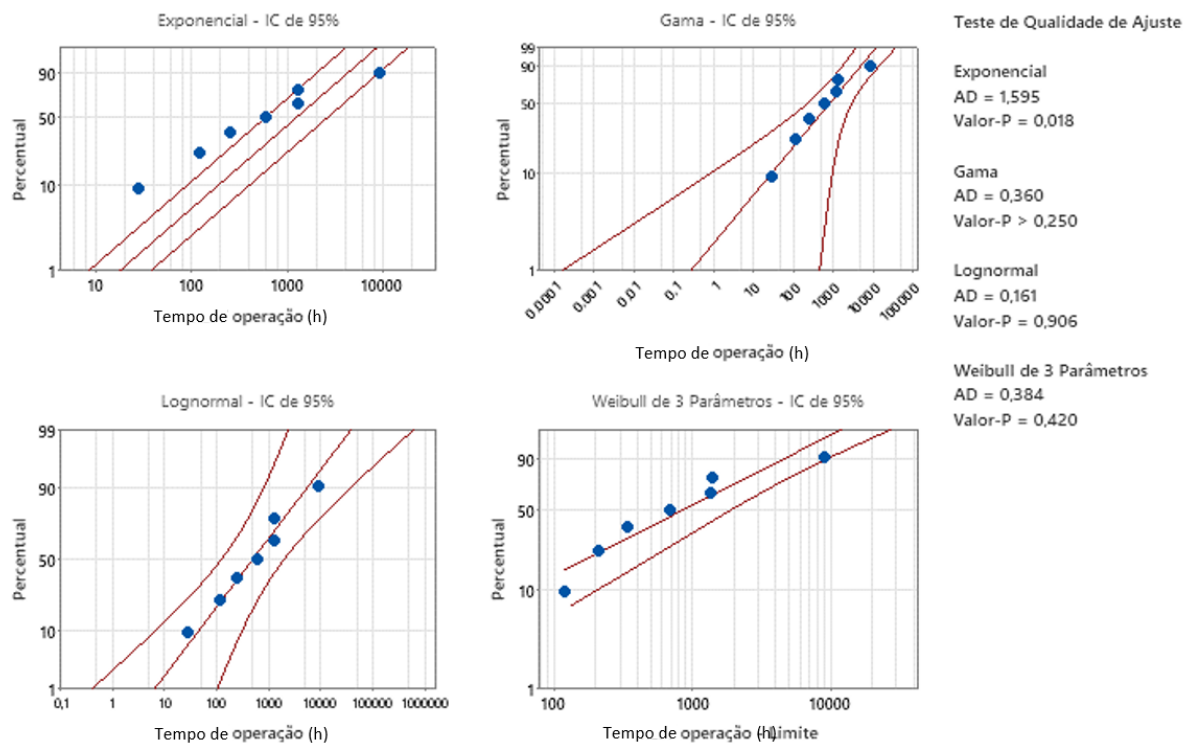 Exponencial - IC de 95%
Percentual
90
50
10
1
10
100
1000
10000
Tempo de operação (h)
Gama - IC de 95%
Percentual
99
90
50
10
1
0.0001
0.001
0.01
0.1
1
10
100
1000
10000
100000
Tempo de operação (h)
Lognormal - IC de 95%
Percentual
99
90
50
10
1
0,1
1
10
100
1000
10000
100000
1000000
Tempo de operação (h)
Weibull de 3 Parâmetros - IC de 95%
Percentual
90
50
10
1
100
1000
10000
Tempo de operação (h) - Limite
Teste de Qualidade de Ajuste
Exponencial
AD = 1,595
Valor-P = 0,018
Gama
AD = 0,360
Valor-P > 0,250
Lognormal
AD = 0,161
Valor-P = 0,906
Weibull de 3 Parâmetros
AD = 0,384
Valor-P = 0,420